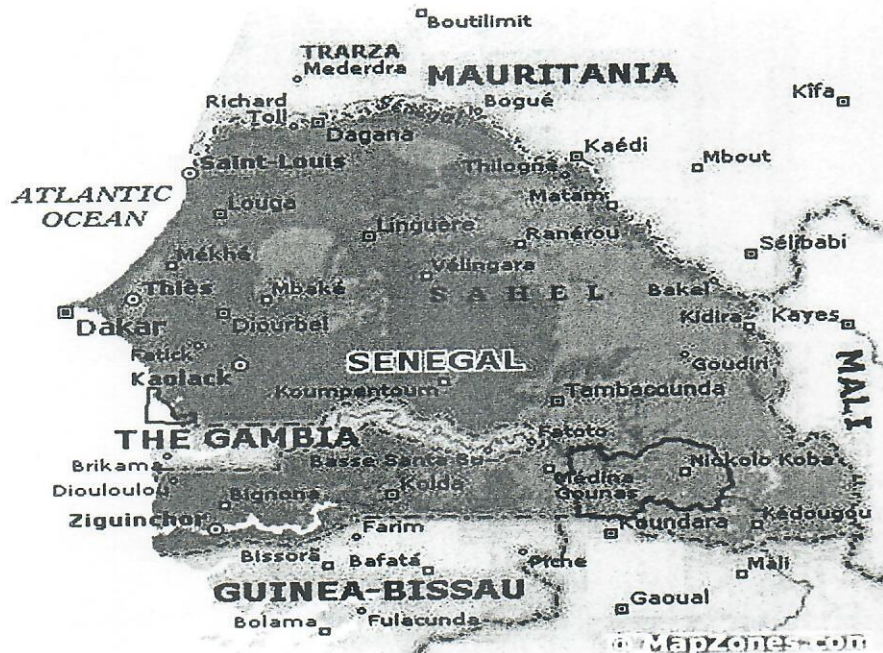 Boutilimit
TRARZA
Mederdra
MAURITANIA
Kîfa
Richard
Toll
Sénégal
Bogué
Dagana
Kaédi
Mbout
Saint-Louis
Thilogne
ATLANTIC
OCEAN
Matam
Louga
Linguère
Ranérou
Sélibabi
Mékhé
Vélingara
Bakel
Thiès
Mbaké
SAHEL
Dakar
Diourbel
Kidira
Kayes
Fatick
SENEGAL
Goudiri
MALI
Kaolack
Koumpentoum
Tambacounda
THE GAMBIA
Fatoto
Brikama
Basse Santa Su
Niokolo Koba
Diouloulou
Kolda
Médina
Gounas
Bignona
Ziguinchor
Farim
Koundara
Kédougou
Bissorã
Bafatá
Piche
Mali
GUINEA-BISSAU
Gaoual
Bolama
Fulacunda
© MapZones.com